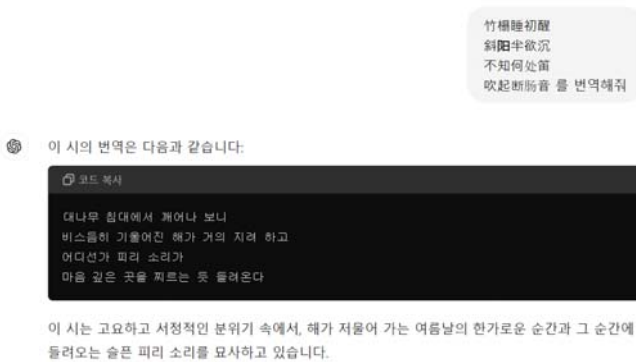 竹榻睡初醒
斜阳半欲沉
不知何处笛
吹起断肠音 를 번역해줘
이 시의 번역은 다음과 같습니다:
코드 복사
대나무 침대에서 깨어나 보니
비스듬히 기울어진 해가 거의 지려 하고
어디선가 피리 소리가
마음 깊은 곳을 찌르는 듯 들려온다
이 시는 고요하고 서정적인 분위기 속에서, 해가 저물어 가는 여름날의 한가로운 순간과 그 순간에
들려오는 슬픈 피리 소리를 묘사하고 있습니다.